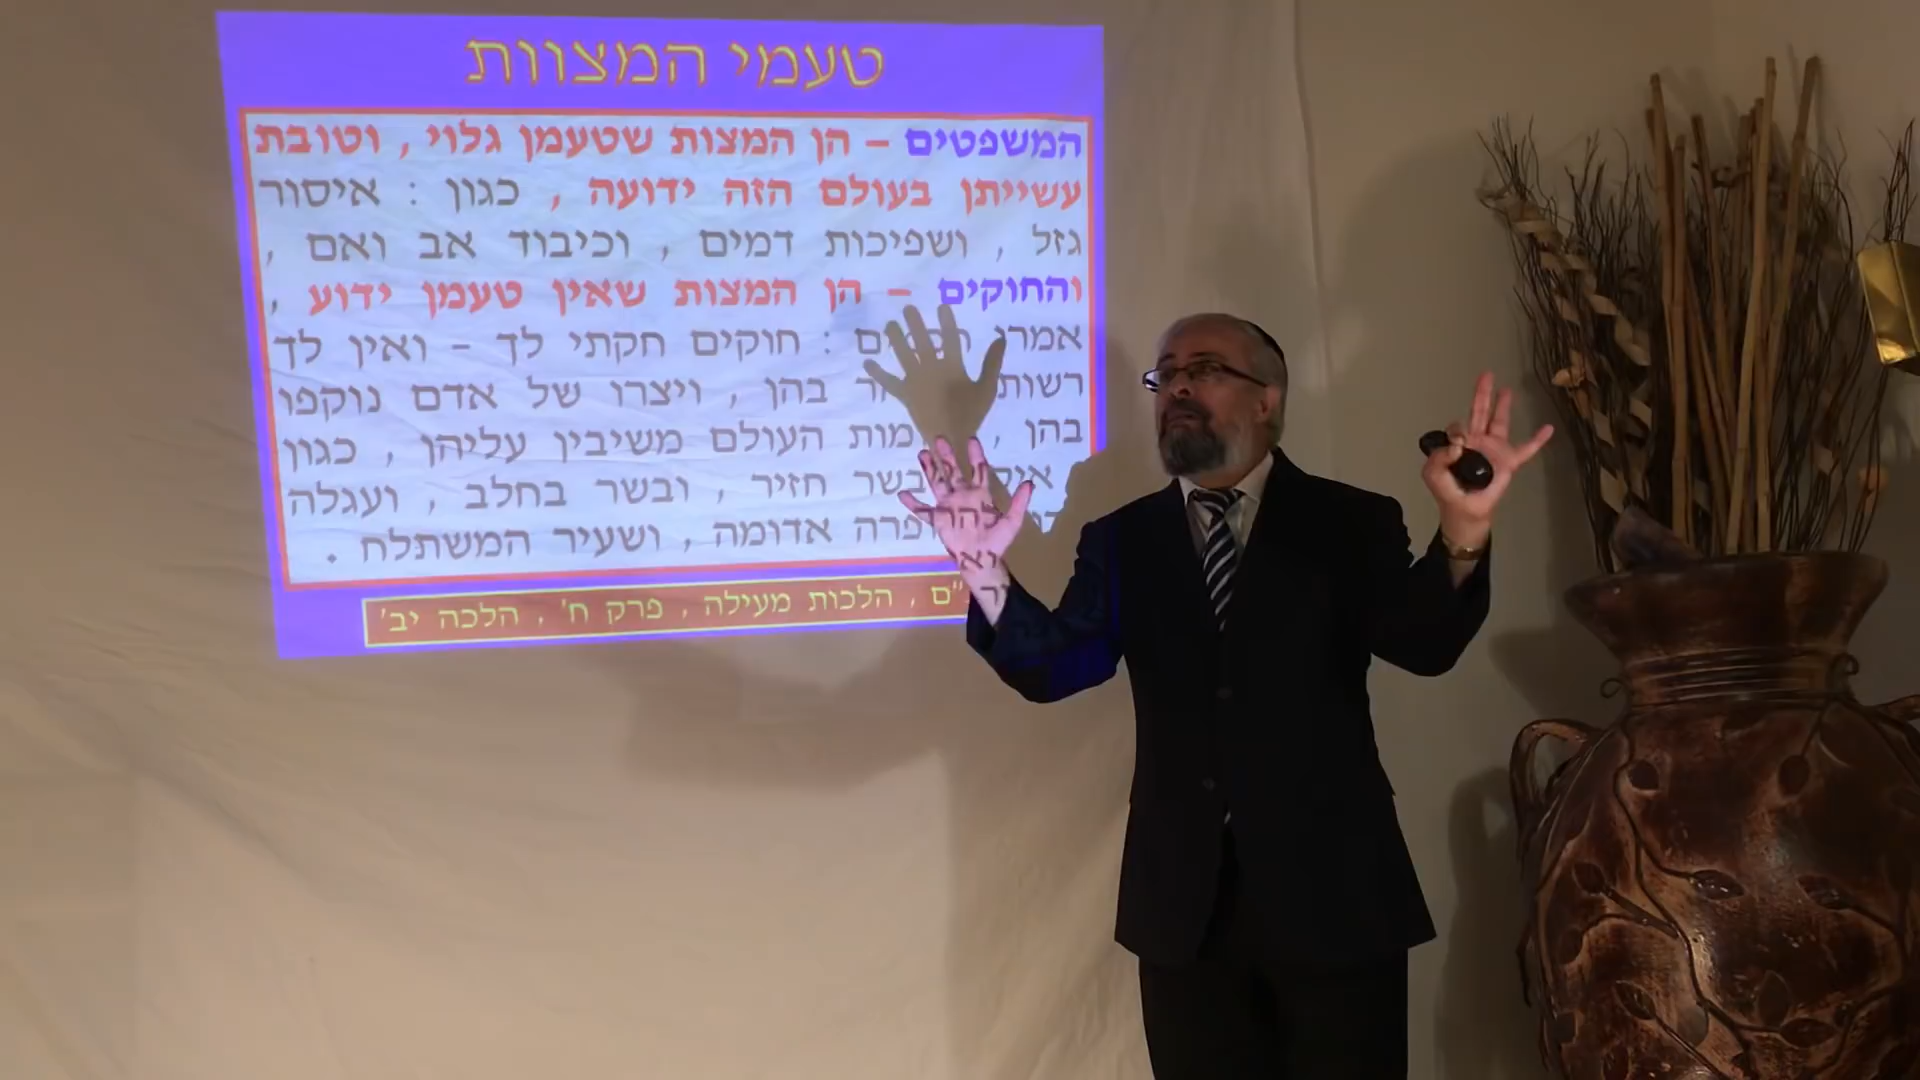 טעמי המצוות
המשפטים – הן המצות שטעמן גלוי , וטובת
עשייתן בעולם הזה ידועה , כגון : איסור
גזל , ושפיכות דמים , וכיבוד אב ואם ,
והחוקים – הן המצות שאין טעמן ידוע ,
אמרו : חוקים חקתי לך – ואין לך
רשות בהן , ויצרו של אדם נוקפו
בהן , העולם משיבין עליהן , כגון
בשר חזיר , ובשר בחלב , ועגלה
ופרה אדומה , ושעיר המשתלח .
הלכות מעילה , פרק ח' , הלכה יב'